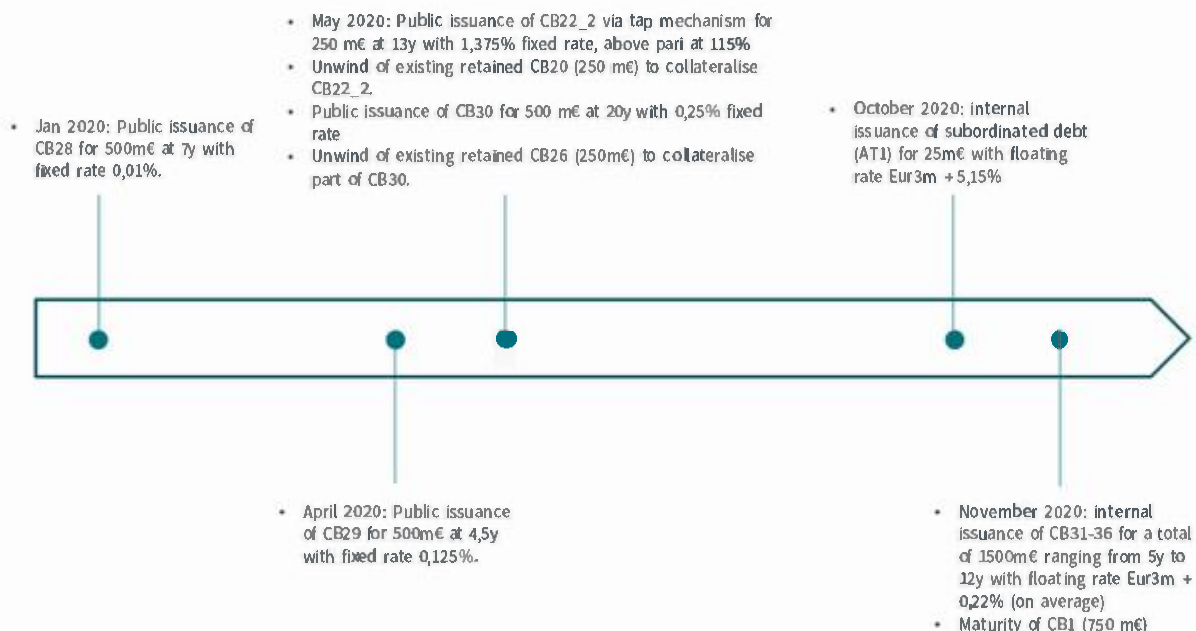 • Jan 2020: Public issuance of
CB28 for 500m€ at 7y with
fixed rate 0,01%.
• May 2020: Public issuance of CB22_2 via tap mechanism for
250 m€ at 13y with 1,375% fixed rate, above pari at 115%
• Unwind of existing retained CB20 (250 m€) to collateralise
CB22_2.
• Public issuance of CB30 for 500 m€ at 20y with 0,25% fixed
rate
• Unwind of existing retained CB26 (250m€) to collateralise
part of CB30.
• October 2020: internal
issuance of subordinated debt
(AT1) for 25m€ with floating
rate Eur3m + 5,15%
• April 2020: Public issuance
of CB29 for 500m€ at 4,5y
with fixed rate 0,125%.
• November 2020: internal
issuance of CB31-36 for a total
of 1500m€ ranging from 5y to
12y with floating rate Eur3m +
0,22% (on average)
• Maturity of CB1 (750 m€)